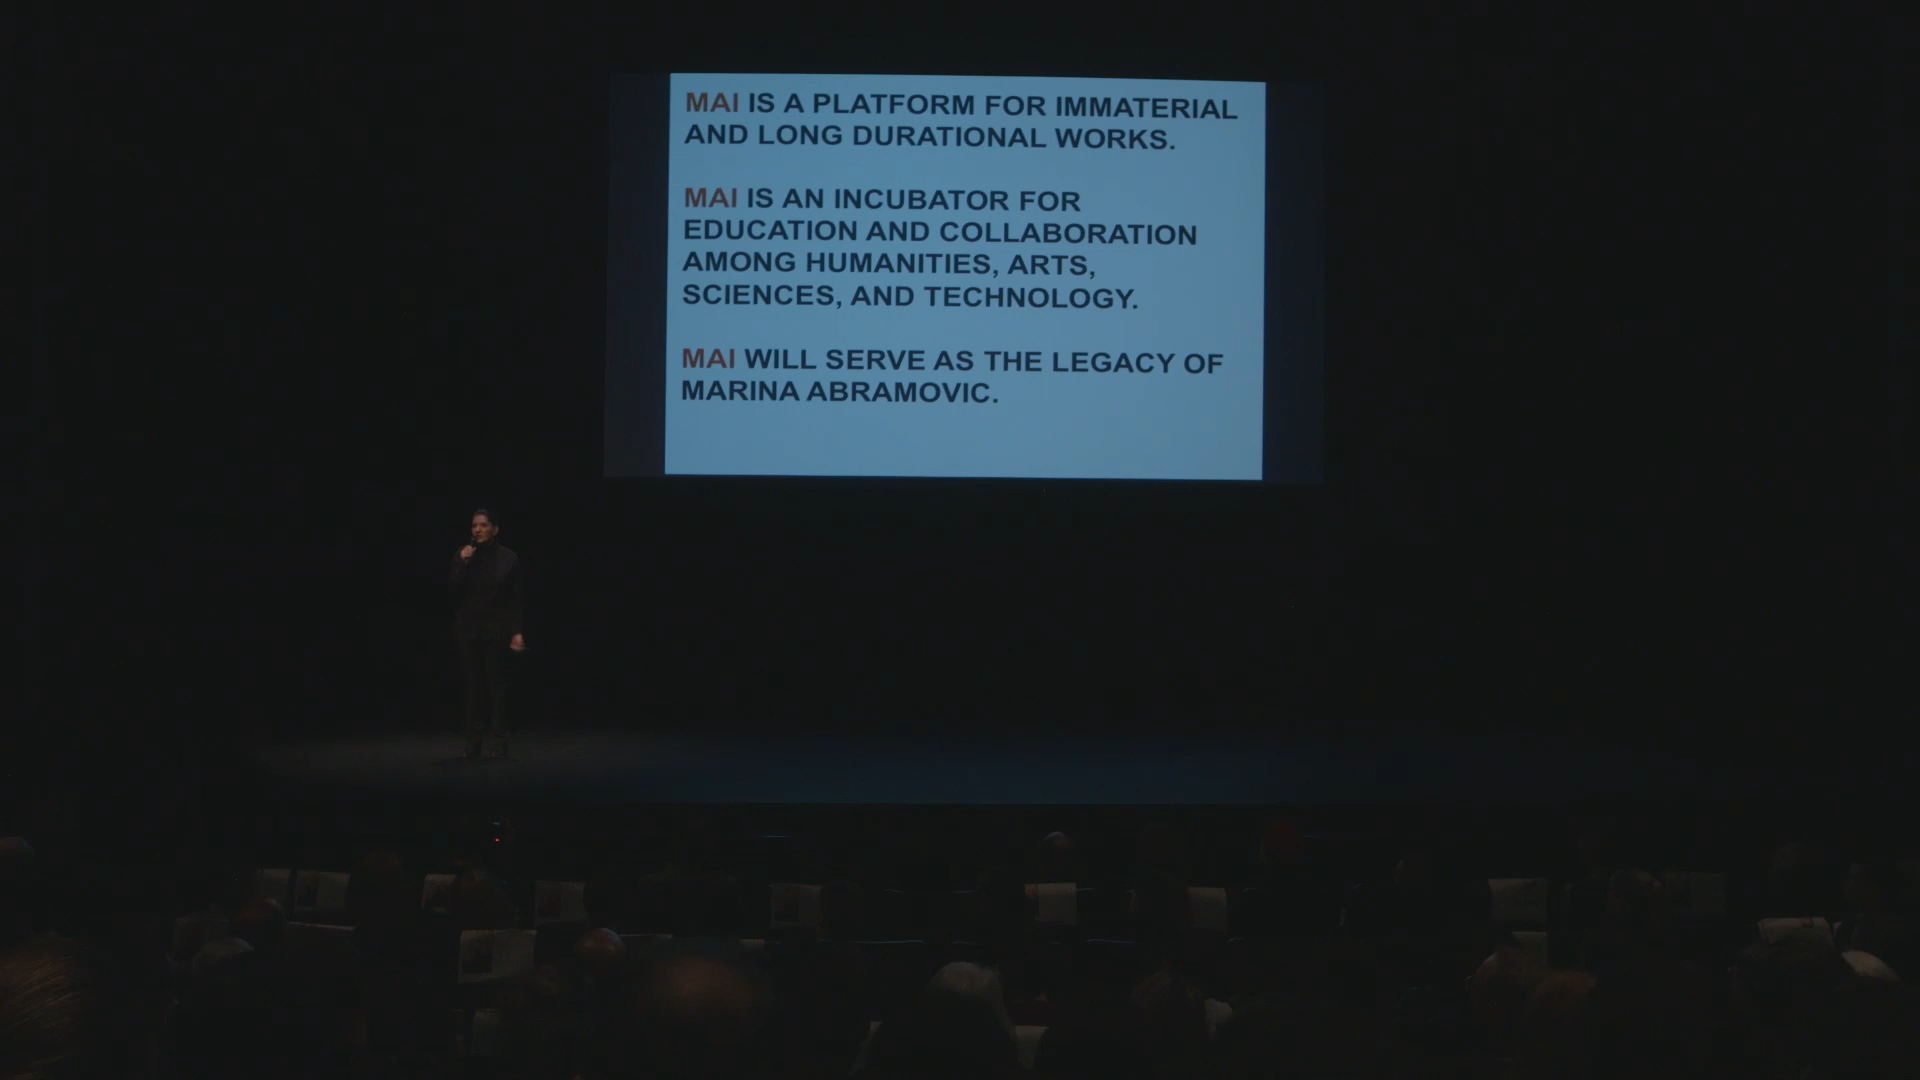 MAI IS A PLATFORM FOR IMMATERIAL
AND LONG DURATIONAL WORKS.
MAI IS AN INCUBATOR FOR
EDUCATION AND COLLABORATION
AMONG HUMANITIES, ARTS,
SCIENCES, AND TECHNOLOGY.
MAI WILL SERVE AS THE LEGACY OF
MARINA ABRAMOVIC.